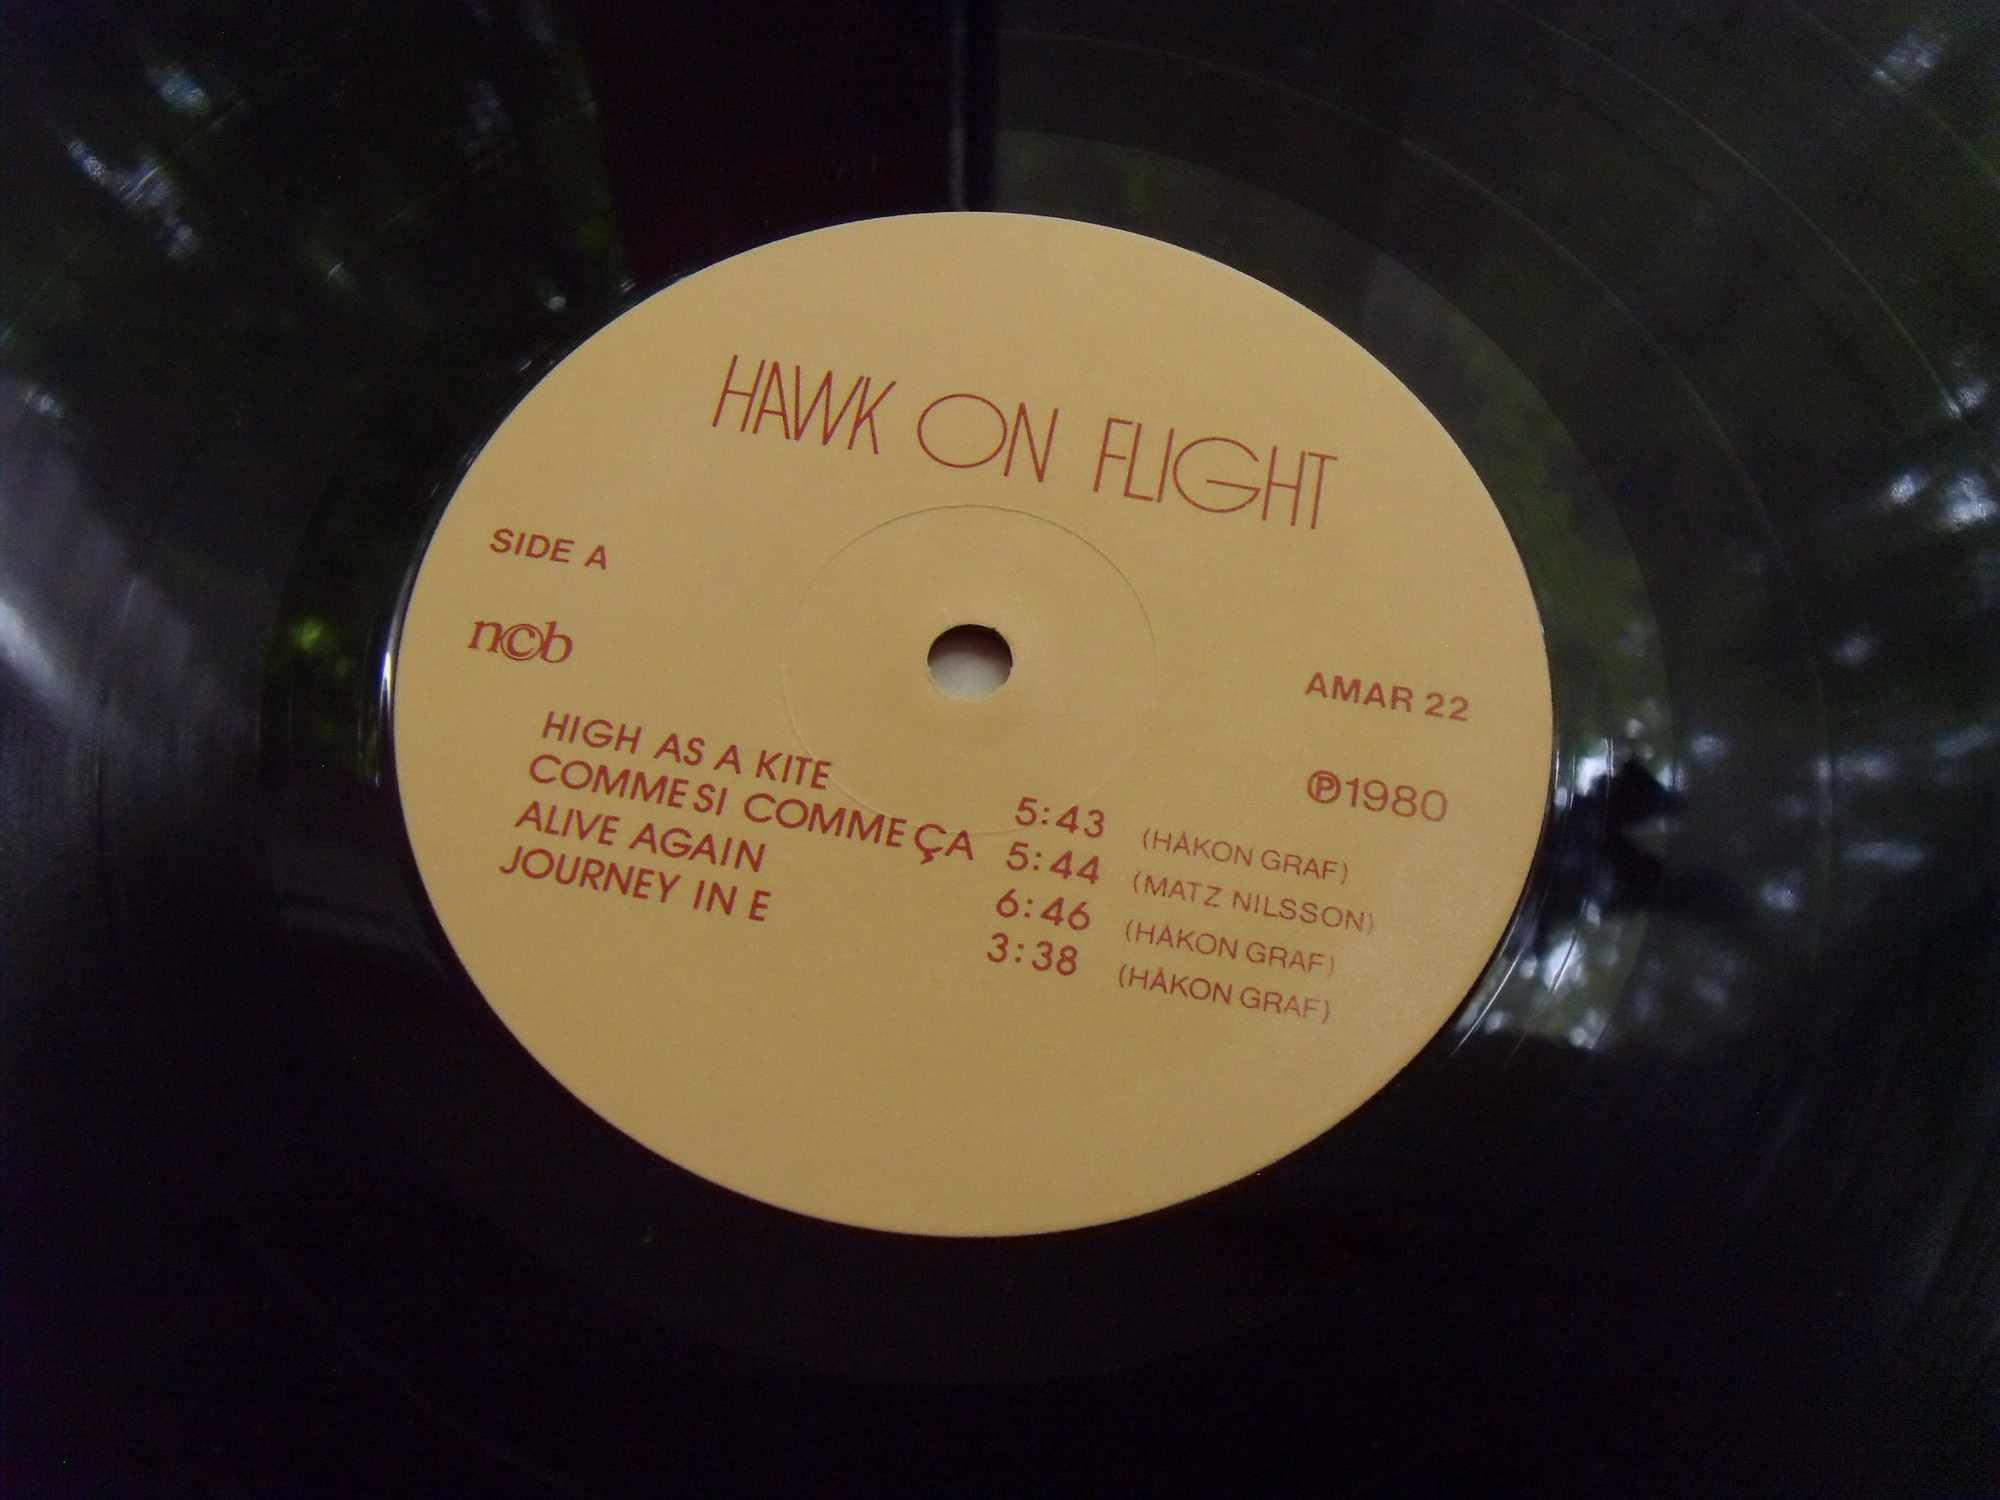 HAWK ON FLIGHT
SIDE A
n©b
AMAR 22
℗1980
HIGH AS A KITE 5:43 (HÅKON GRAF)
COMME SI COMME ÇA 5:44 (MATZ NILSSON)
ALIVE AGAIN 6:46 (HÅKON GRAF)
JOURNEY IN E 3:38 (HÅKON GRAF)